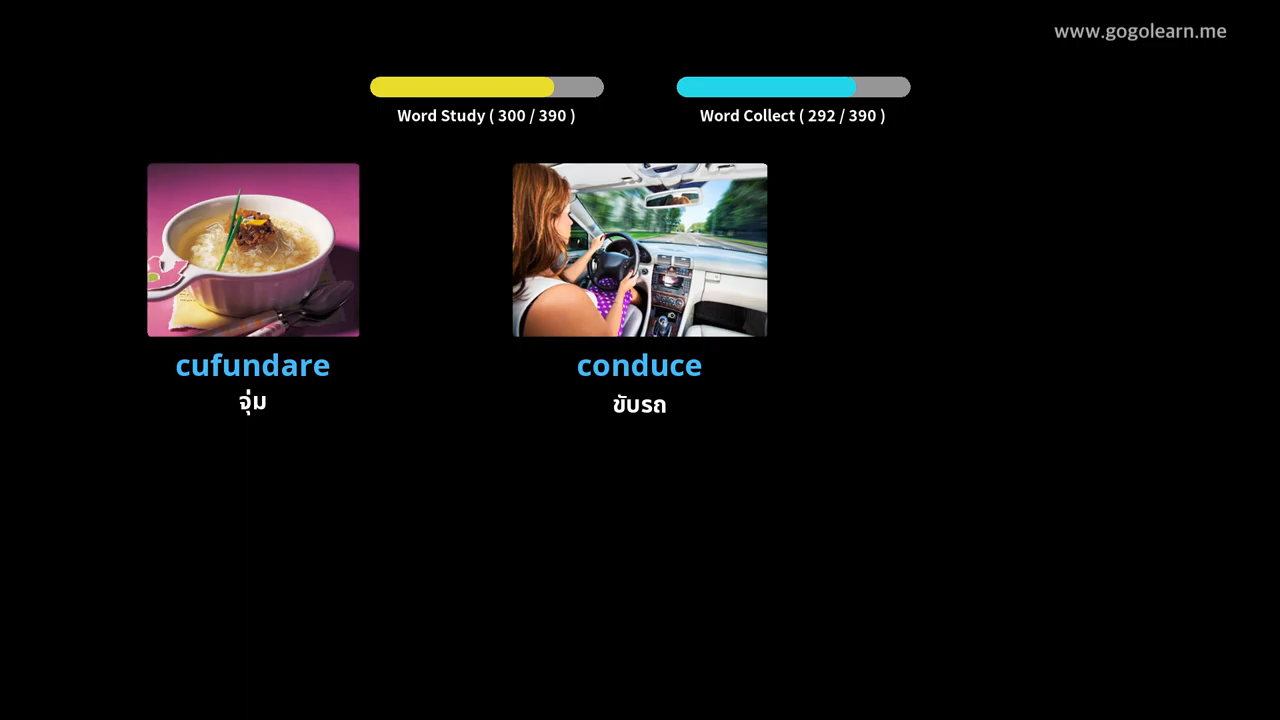 www.gogolearn.me
Word Study ( 300 / 390 )
Word Collect ( 292 / 390 )
cufundare
จุ่ม
conduce
ขับรถ